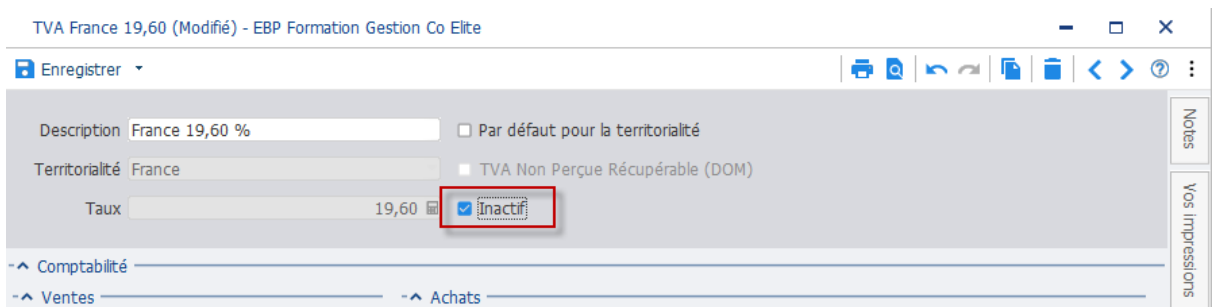 TVA France 19,60 (Modifié) - EBP Formation Gestion Co Elite
Enregistrer
Description France 19,60 % Par défaut pour la territorialité
Territorialité France TVA Non Perçue Récupérable (DOM)
Taux 19,60 Inactif
Comptabilité
Ventes Achats
Notes
Vos impressions